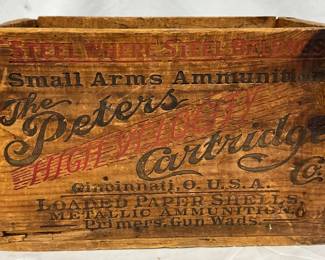 STEEL WHERE STEEL BELONGS
Small Arms Ammunition
The
Peters
HIGH VELOCITY
Cartridge
Co.
Cincinnati, O. U.S.A.
LOADED PAPER SHELLS,
METALLIC AMMUNITION,
Primers, Gun Wads,